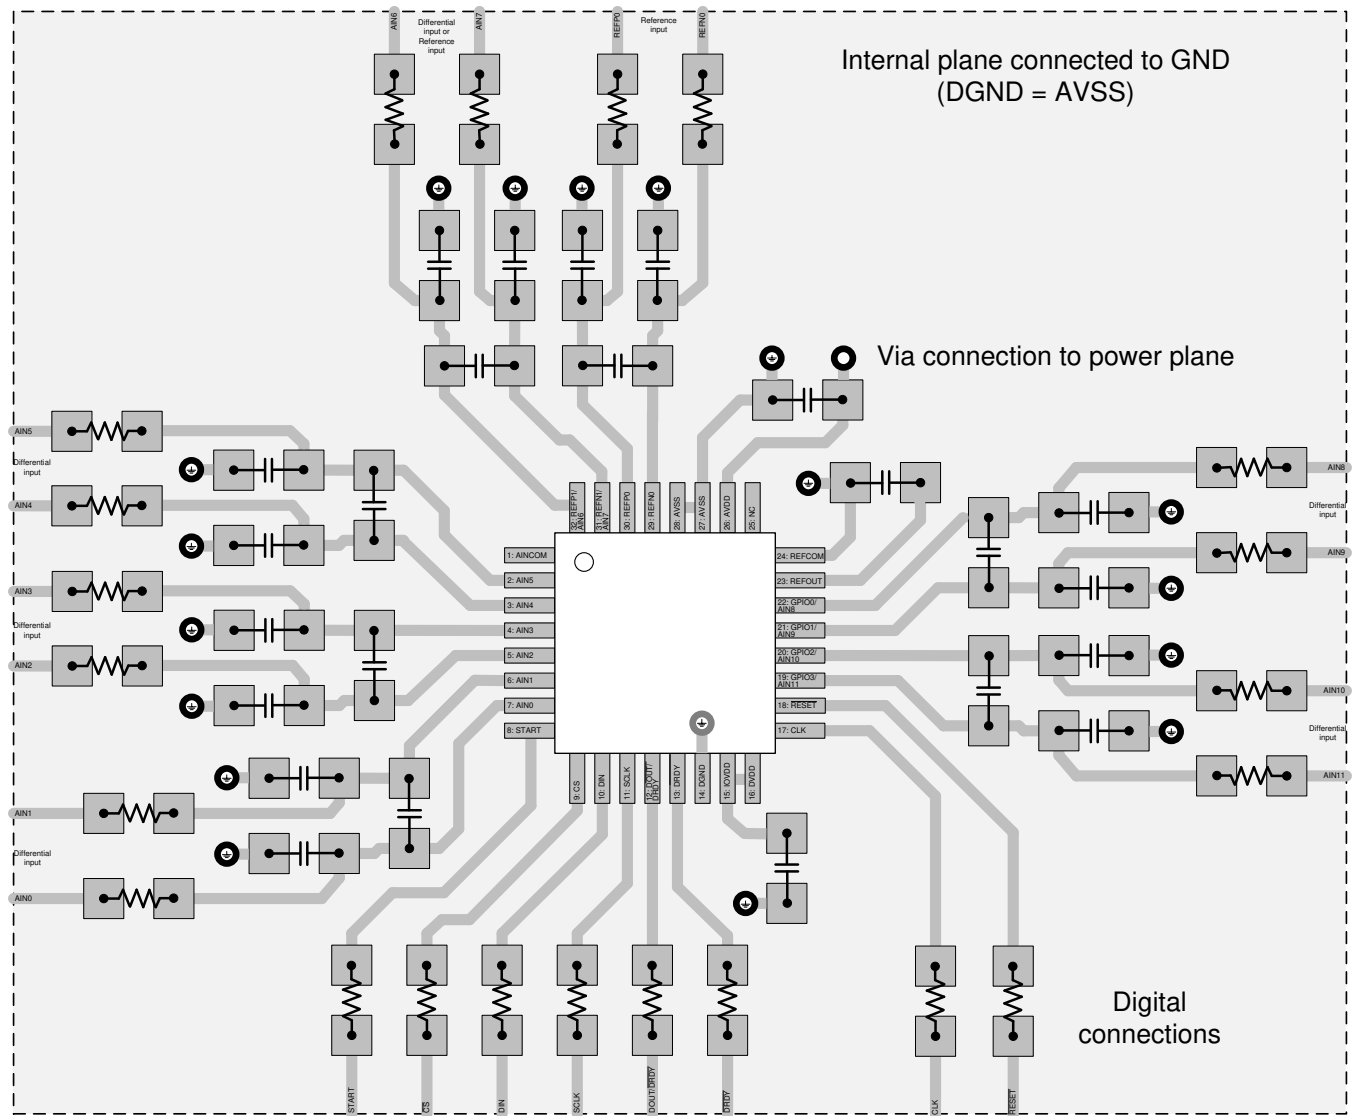 AIN6
Differential
input or
Reference
input
AIN7
REFP0
Reference
input
REFN0
Internal plane connected to GND
(DGND = AVSS)
Via connection to power plane
AIN5
Differential
input
AIN4
AIN3
Differential
input
AIN2
AIN1
Differential
input
AIN0
AIN8
Differential
input
AIN9
AIN10
Differential
input
AIN11
32: REFP1/
AIN6
31: REFN1/
AIN7
30: REFP0
29: REFN0
28: AVSS
27: AVSS
26: AVDD
25: NC
1: AINCOM
2: AIN5
3: AIN4
4: AIN3
5: AIN2
6: AIN1
7: AIN0
8: START
24: REFCOM
23: REFOUT
22: GPIO0/
AIN8
21: GPIO1/
AIN9
20: GPIO2/
AIN10
19: GPIO3/
AIN11
18: RESET
17: CLK
9: CS
10: DIN
11: SCLK
12: DOUT/
DRDY
13: DRDY
14: DGND
15: IOVDD
16: DVDD
START
CS
DIN
SCLK
DOUT/DRDY
DRDY
CLK
RESET
Digital
connections